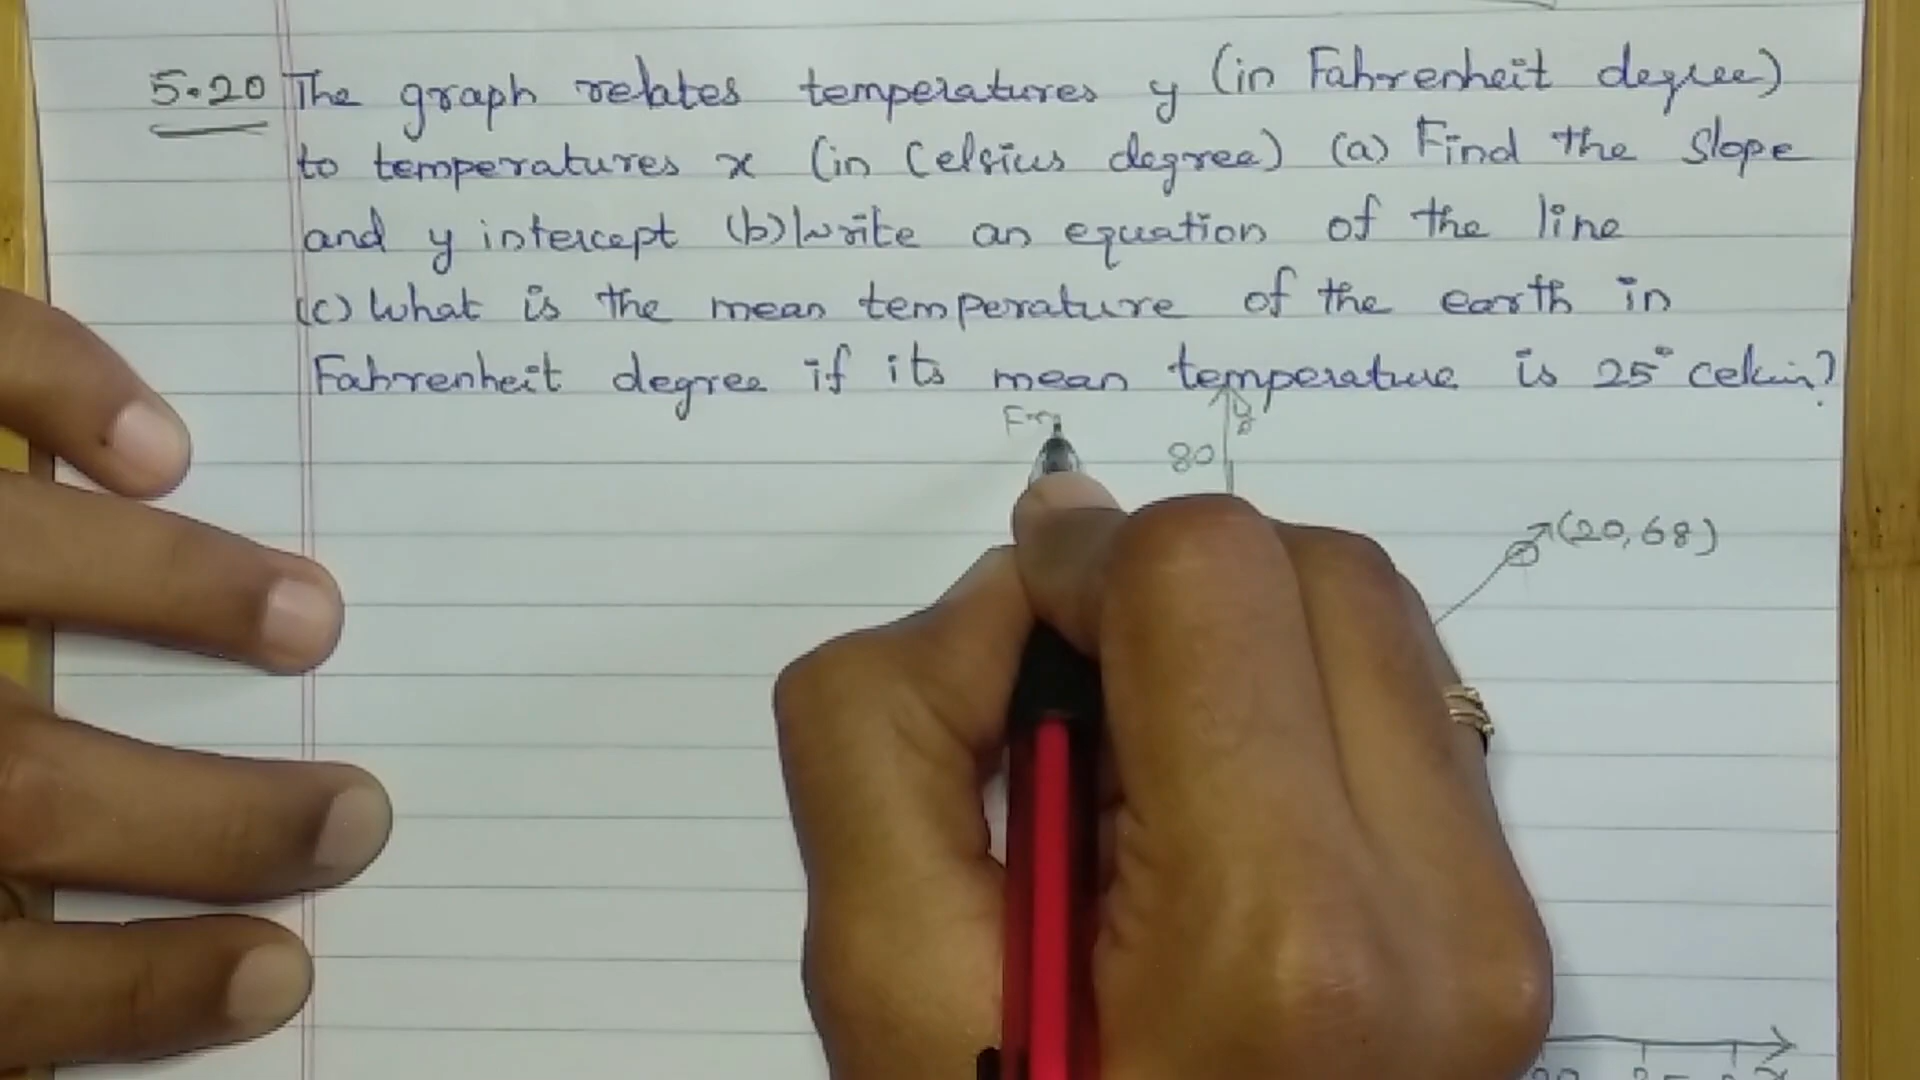 5.20 The graph relates temperatures y (in Fahrenheit degree)
to temperatures x (in Celsius degree) (a) Find the Slope
and y intercept (b) Write an equation of the line
(c) What is the mean temperature of the earth in
Fahrenheit degree if its mean temperature is 25°
80
(20,68)